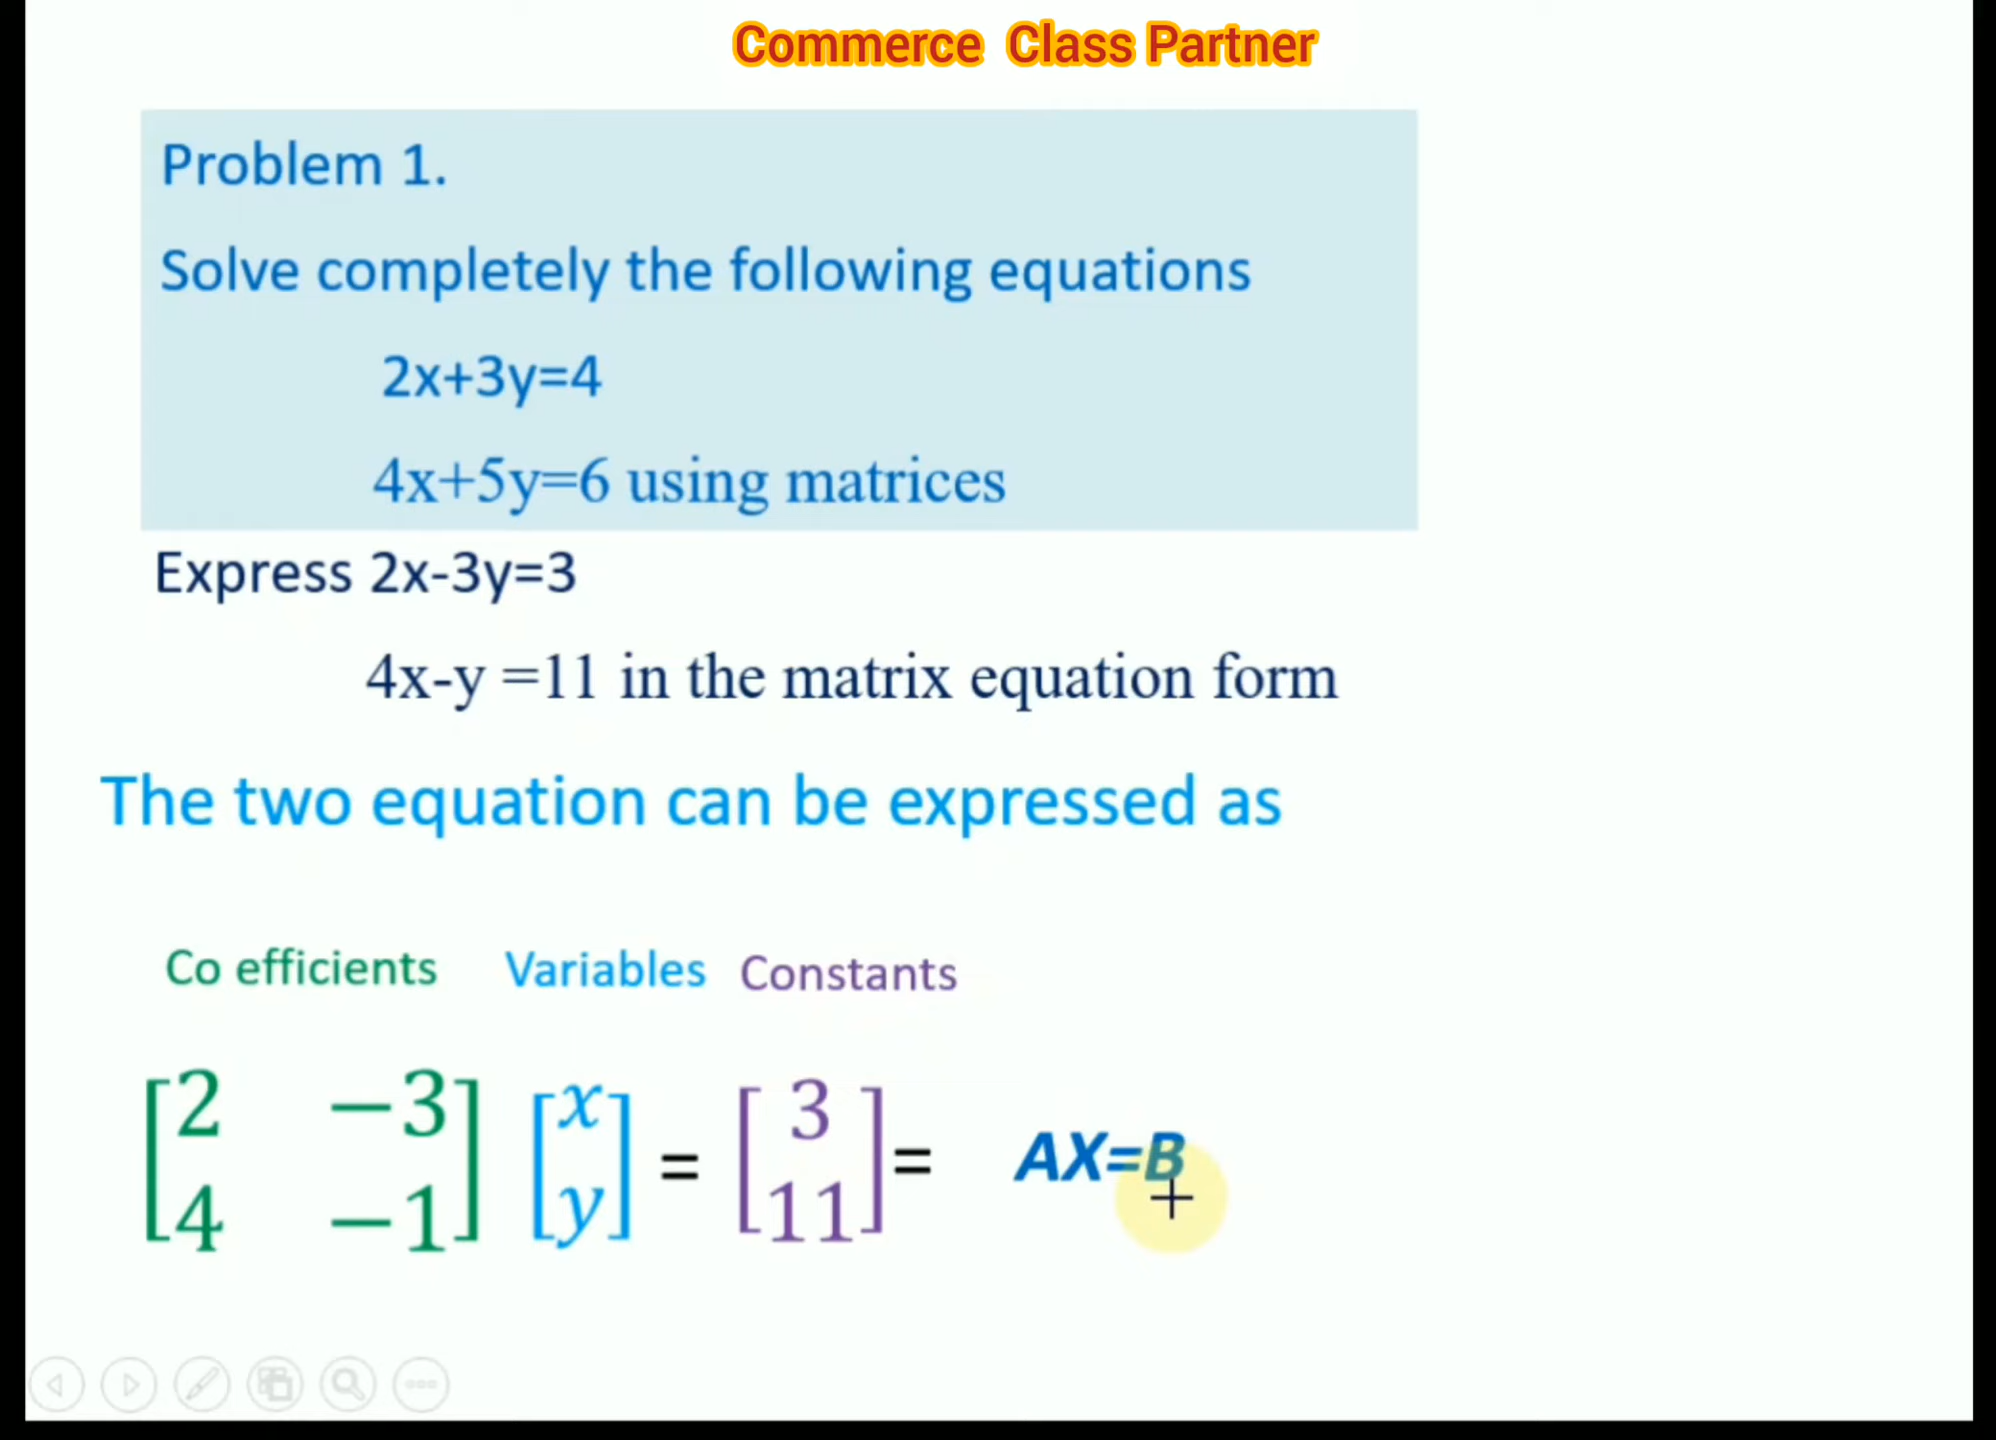 Commerce Class Partner
Problem 1.
Solve completely the following equations
2x+3y=4
4x+5y=6 using matrices
Express 2x-3y=3
4x-y =11 in the matrix equation form
The two equation can be expressed as
Co efficients Variables Constants
[2 −3] [x] = [3] = AX=B
[4 −1] [y] [11]